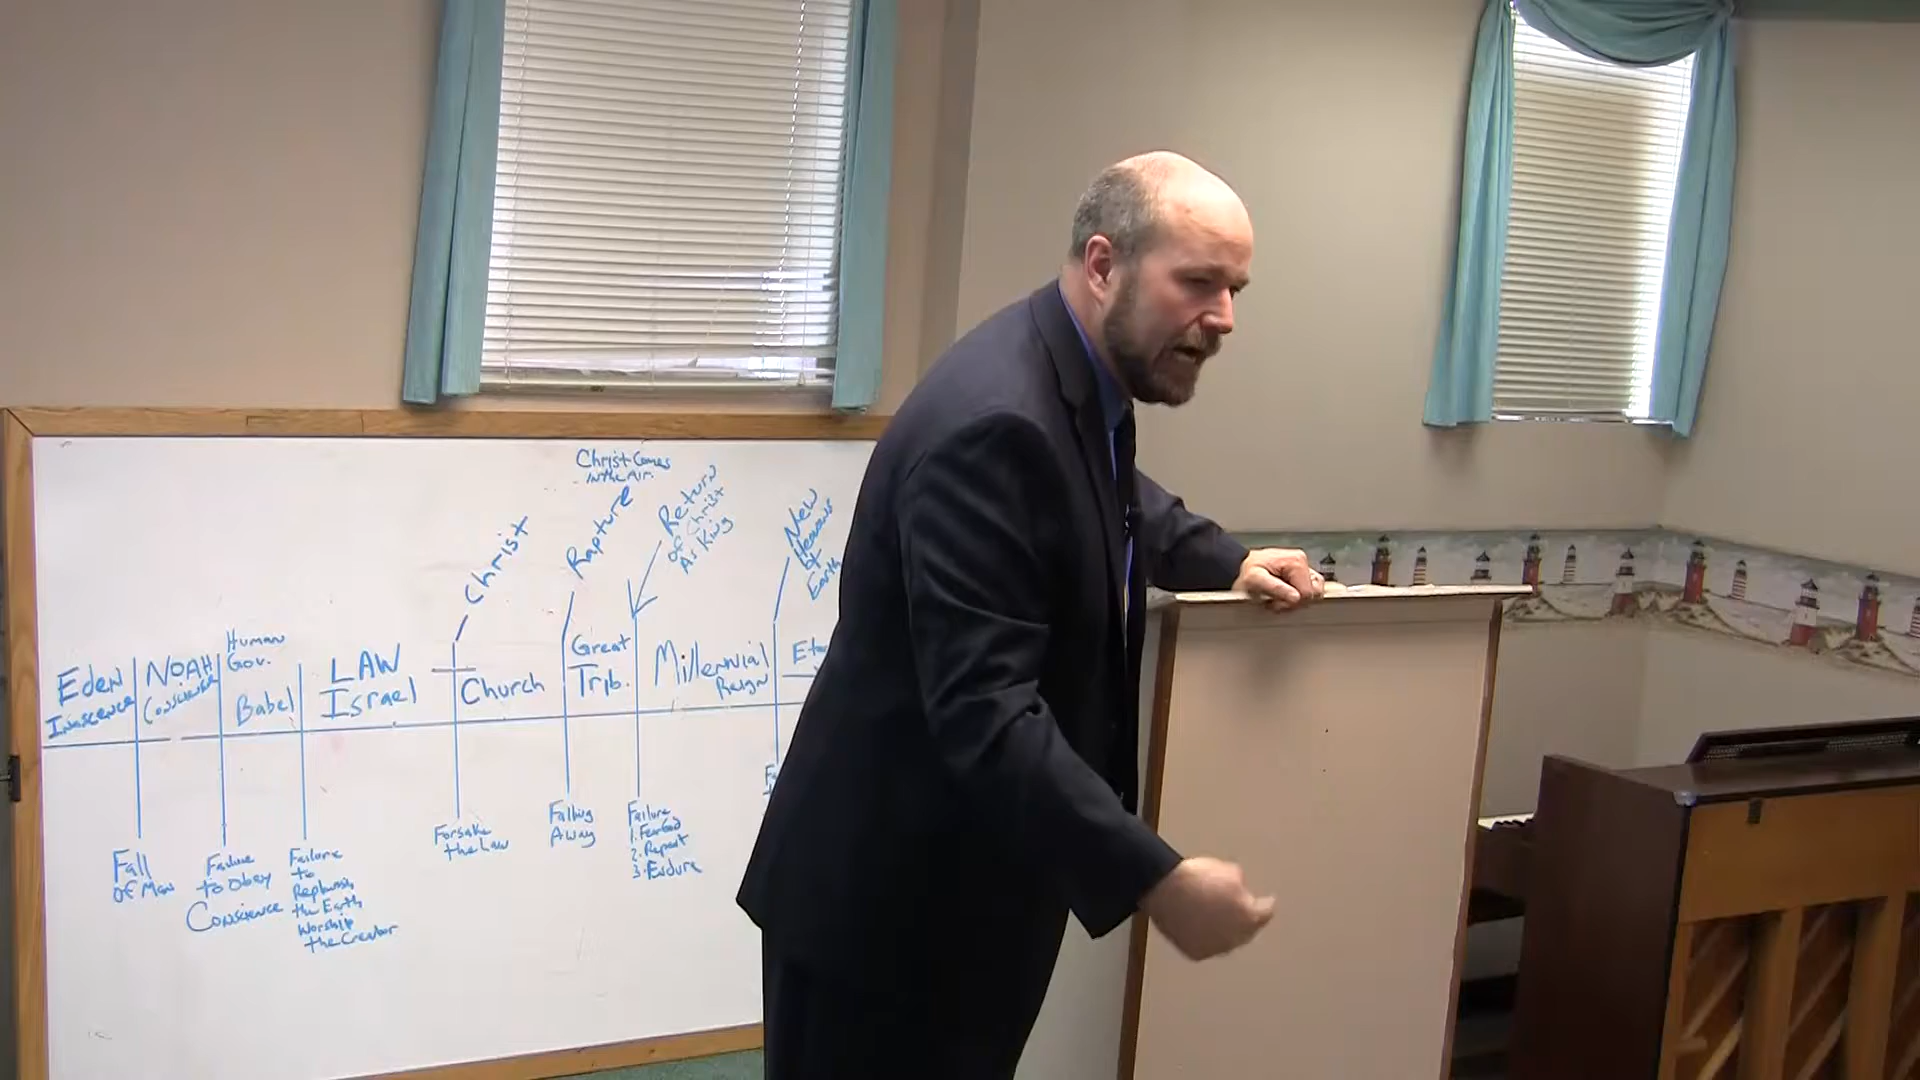 Christ Comes
in the Air.
Rapture
Return
of Christ
As King
New
Heavens
&
Earth
Christ
Eden
Inoscence
NOAH
Conscience
Human
Gov.
Babel
LAW
Israel
Church
Great
Trib.
Millennial
Reign
Fall
of Man
Failure
to Obey
Conscience
Failure
to
Replenish
the Earth
Worship
the Creator
Forsake
the Law
Falling
Away
Failure
1. Fear God
2. Repent
3. Endure